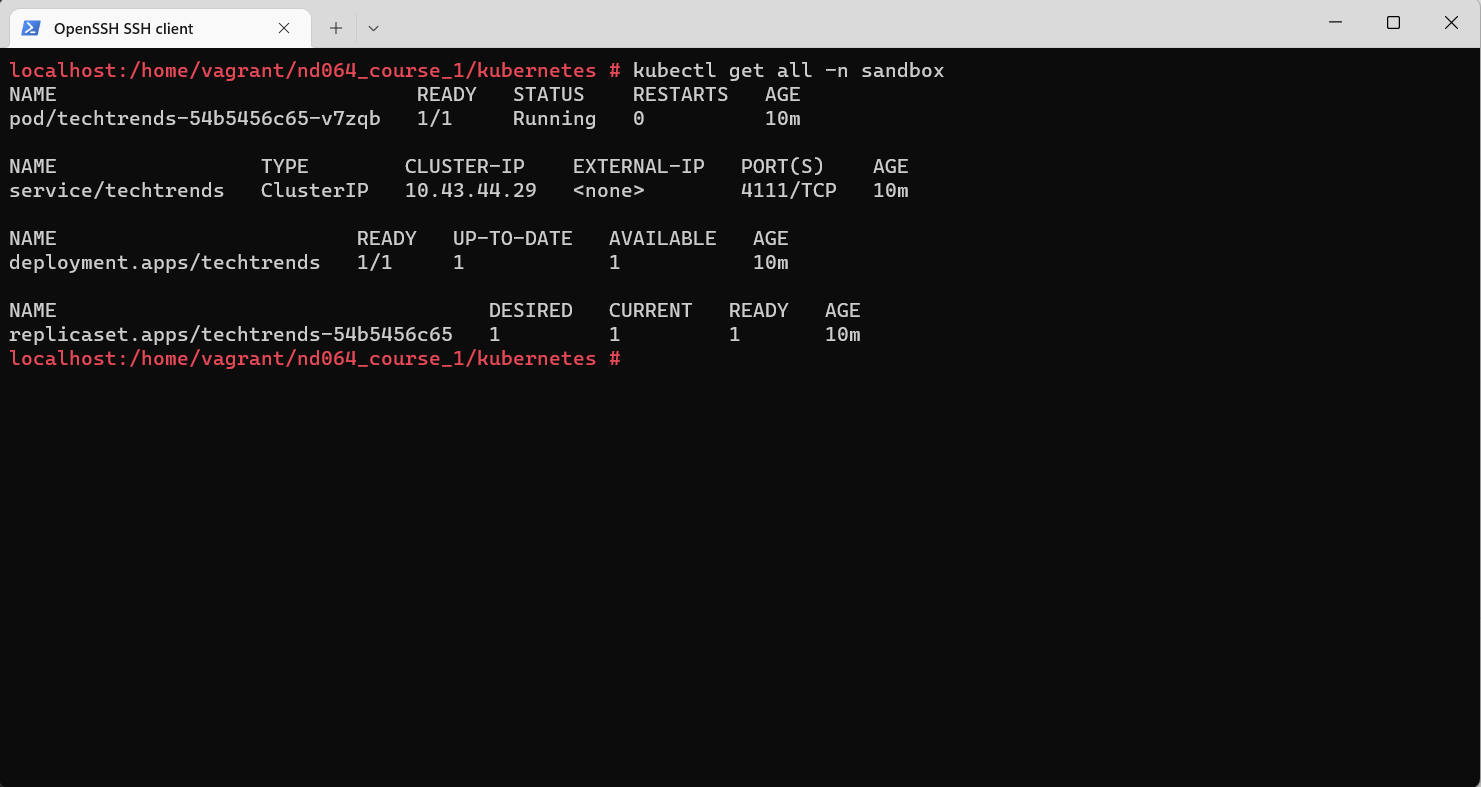 OpenSSH SSH client
localhost:/home/vagrant/nd064_course_1/kubernetes # kubectl get all -n sandbox
NAME                              READY   STATUS    RESTARTS   AGE
pod/techtrends-54b5456c65-v7zqb   1/1     Running   0          10m

NAME                 TYPE        CLUSTER-IP    EXTERNAL-IP   PORT(S)    AGE
service/techtrends   ClusterIP   10.43.44.29   <none>        4111/TCP   10m

NAME                         READY   UP-TO-DATE   AVAILABLE   AGE
deployment.apps/techtrends   1/1     1            1           10m

NAME                                    DESIRED   CURRENT   READY   AGE
replicaset.apps/techtrends-54b5456c65   1         1         1       10m
localhost:/home/vagrant/nd064_course_1/kubernetes #